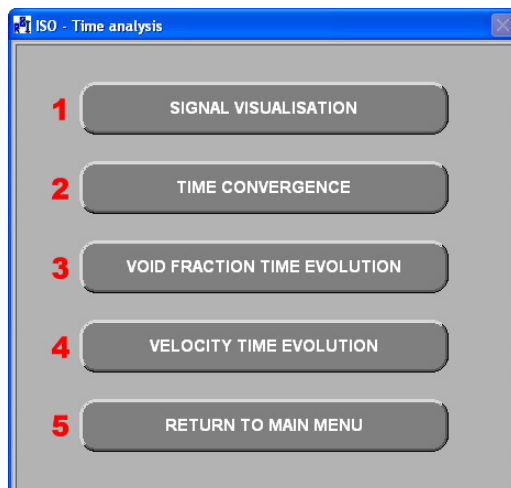 ISO - Time analysis
1 SIGNAL VISUALISATION
2 TIME CONVERGENCE
3 VOID FRACTION TIME EVOLUTION
4 VELOCITY TIME EVOLUTION
5 RETURN TO MAIN MENU